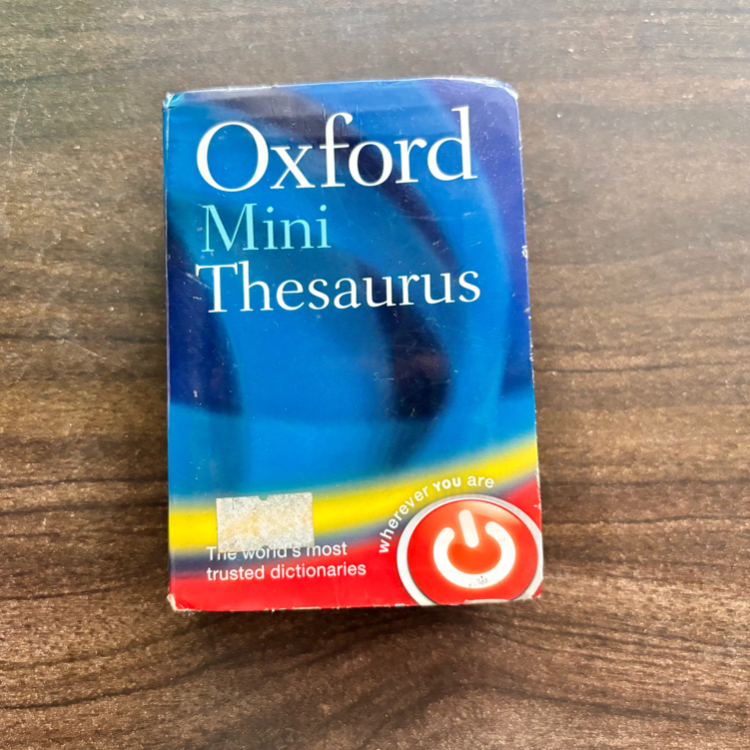 Oxford
Mini
Thesaurus
wherever YOU are
The world's most
trusted dictionaries